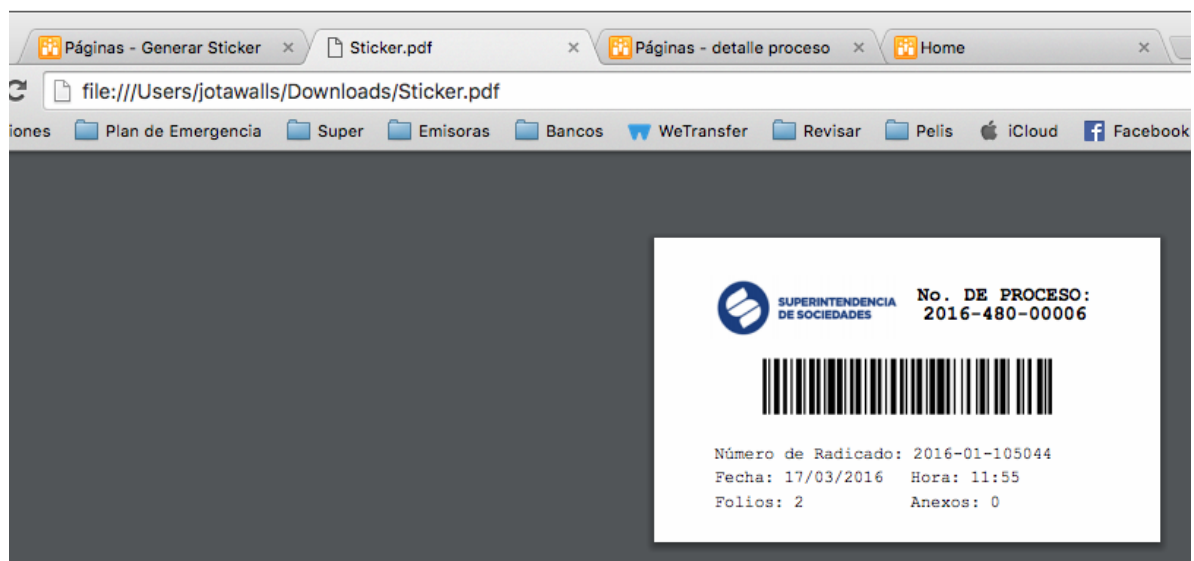 Páginas - Generar Sticker × Sticker.pdf × Páginas - detalle proceso × Home ×
file:///Users/jotawalls/Downloads/Sticker.pdf
iones Plan de Emergencia Super Emisoras Bancos WeTransfer Revisar Pelis iCloud Facebook
SUPERINTENDENCIA
DE SOCIEDADES
No. DE PROCESO:
2016-480-00006
Número de Radicado: 2016-01-105044
Fecha: 17/03/2016 Hora: 11:55
Folios: 2 Anexos: 0